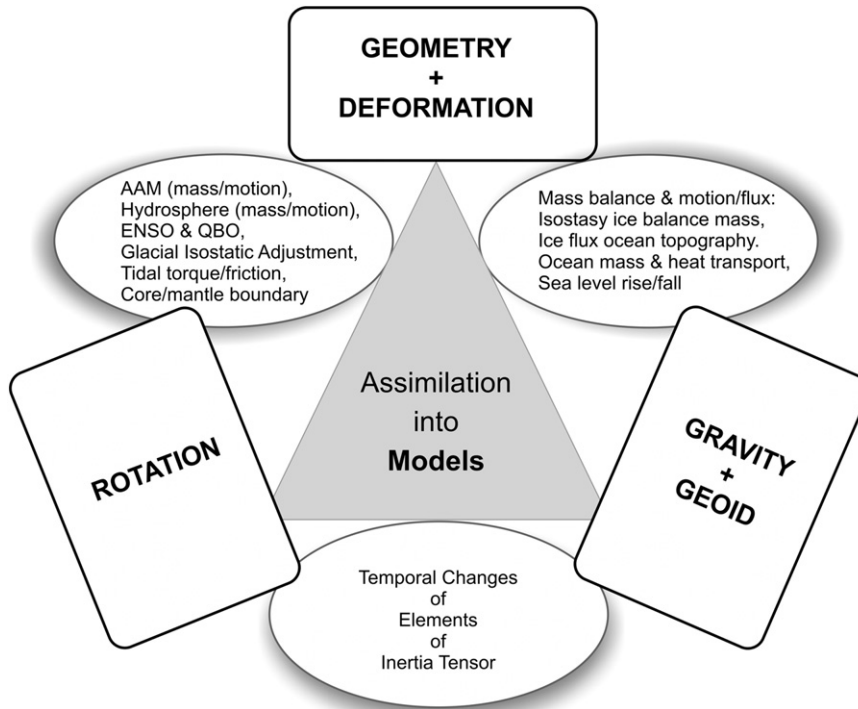 GEOMETRY
+
DEFORMATION
AAM (mass/motion),
Hydrosphere (mass/motion),
ENSO & QBO,
Glacial Isostatic Adjustment,
Tidal torque/friction,
Core/mantle boundary
Mass balance & motion/flux:
Isostasy ice balance mass,
Ice flux ocean topography.
Ocean mass & heat transport,
Sea level rise/fall
ROTATION
Assimilation
into
Models
GRAVITY
+
GEOID
Temporal Changes
of
Elements
of
Inertia Tensor